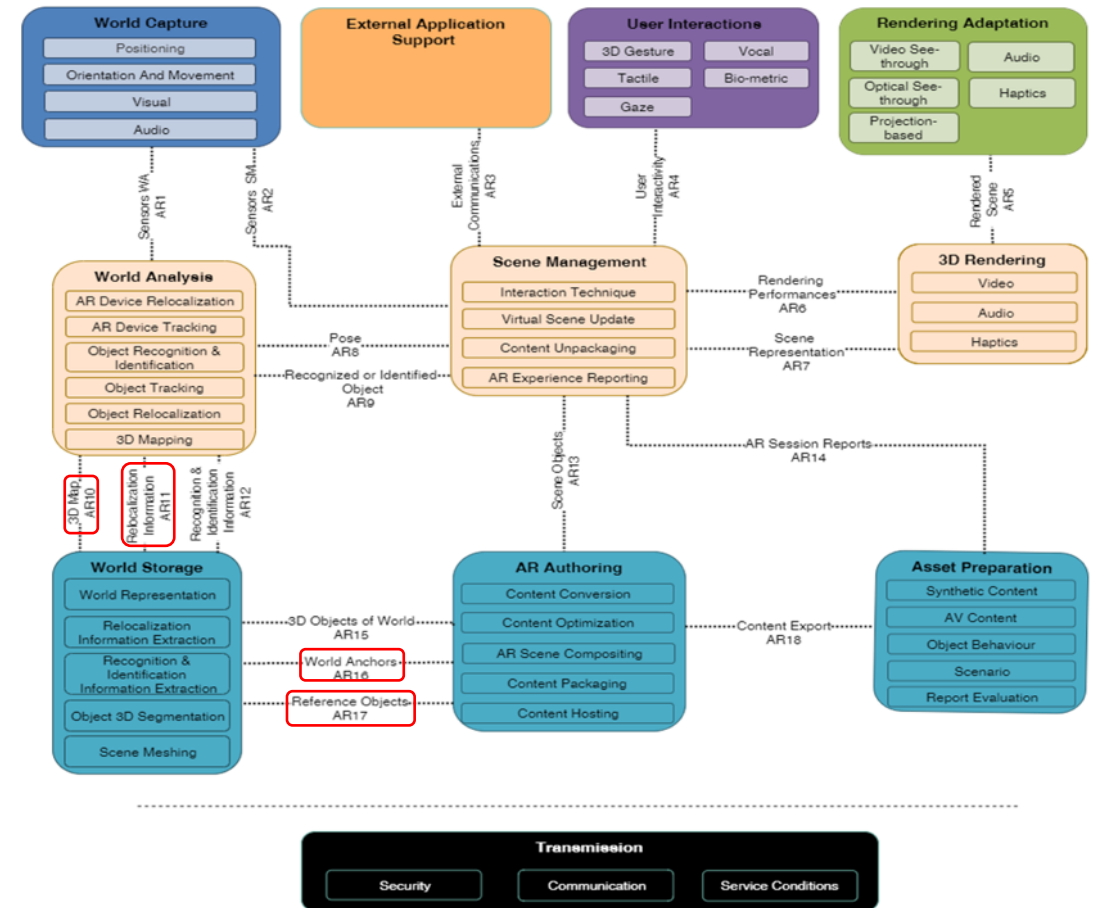 World Capture
Positioning
Orientation And Movement
Visual
Audio
External Application
Support
User Interactions
3D Gesture
Vocal
Tactile
Bio-metric
Gaze
Rendering Adaptation
Video See-
through
Audio
Optical See-
through
Haptics
Projection-
based
Sensors WA
AR1
Sensors SM
AR2
External
Communications
AR3
User
Interactivity
AR4
Rendered
Scene
AR5
World Analysis
AR Device Relocalization
AR Device Tracking
Object Recognition &
Identification
Object Tracking
Object Relocalization
3D Mapping
Pose
AR8
Recognized or Identified
Object
AR9
Scene Management
Interaction Technique
Virtual Scene Update
Content Unpackaging
AR Experience Reporting
Rendering
Performances
AR6
Scene
Representation
AR7
3D Rendering
Video
Audio
Haptics
3D Map
AR10
Relocalization
Information
AR11
Recognition &
Identification
Information
AR12
Scene Objects
AR13
AR Session Reports
AR14
World Storage
World Representation
Relocalization
Information Extraction
Recognition &
Identification
Information Extraction
Object 3D Segmentation
Scene Meshing
3D Objects of World
AR15
World Anchors
AR16
Reference Objects
AR17
AR Authoring
Content Conversion
Content Optimization
AR Scene Compositing
Content Packaging
Content Hosting
Content Export
AR18
Asset Preparation
Synthetic Content
AV Content
Object Behaviour
Scenario
Report Evaluation
Transmission
Security
Communication
Service Conditions